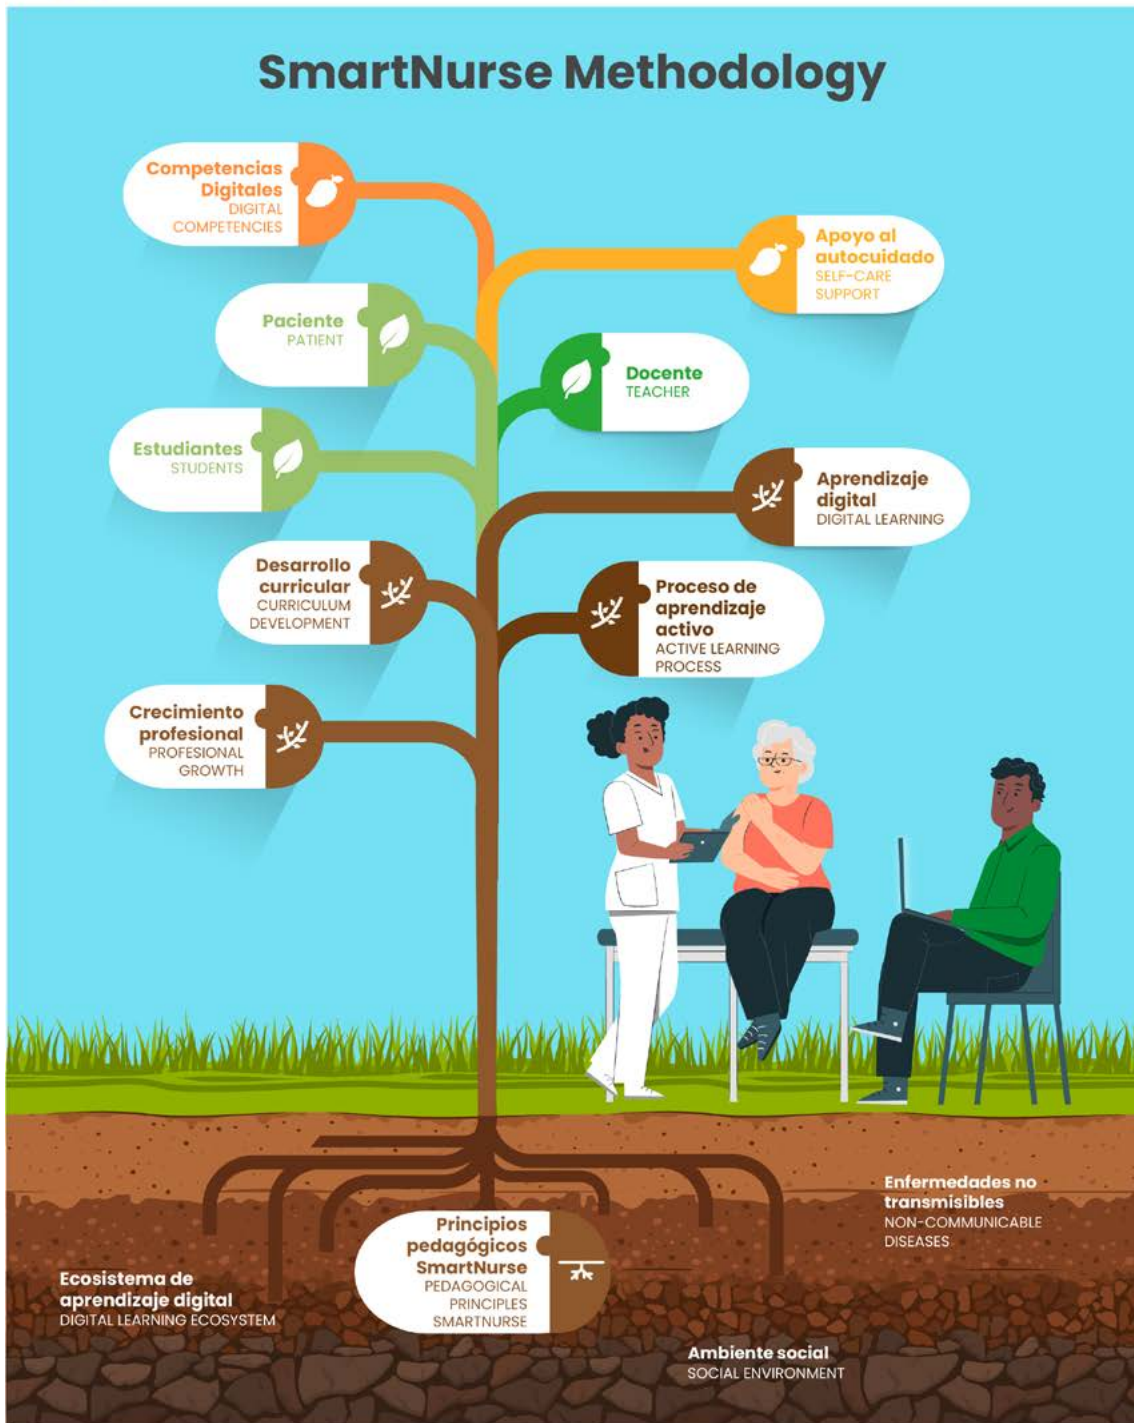 SmartNurse Methodology
Competencias
Digitales
DIGITAL
COMPETENCIES
Apoyo al
autocuidado
SELF-CARE
SUPPORT
Paciente
PATIENT
Docente
TEACHER
Estudiantes
STUDENTS
Aprendizaje
digital
DIGITAL LEARNING
Desarrollo
curricular
CURRICULUM
DEVELOPMENT
Proceso de
aprendizaje
activo
ACTIVE LEARNING
PROCESS
Crecimiento
profesional
PROFESIONAL
GROWTH
Enfermedades no
transmisibles
NON-COMMUNICABLE
DISEASES
Principios
pedagógicos
SmartNurse
PEDAGOGICAL
PRINCIPLES
SMARTNURSE
Ecosistema de
aprendizaje digital
DIGITAL LEARNING ECOSYSTEM
Ambiente social
SOCIAL ENVIRONMENT